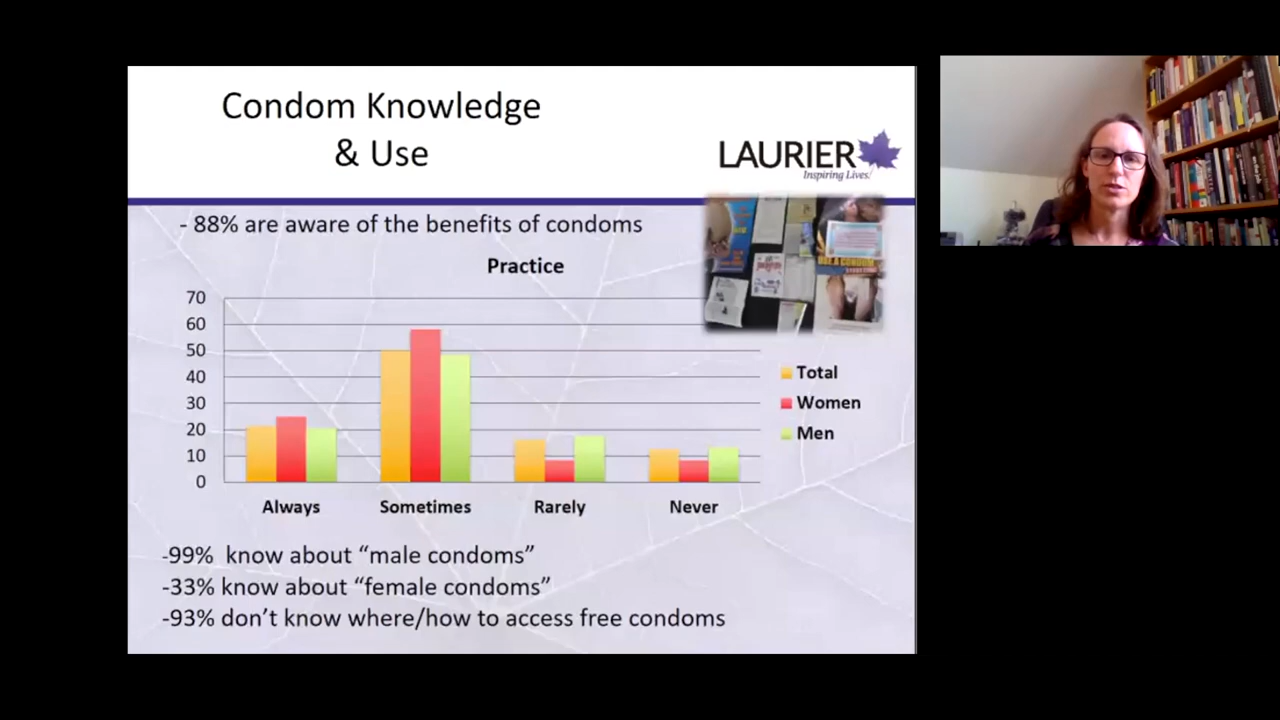 Condom Knowledge
& Use
LAURIER
Inspiring Lives!
- 88% are aware of the benefits of condoms
USE A CONDOM
Practice
70
60
50
40
30
20
10
0
Always
Sometimes
Rarely
Never
Total
Women
Men
-99%  know about “male condoms”
-33% know about “female condoms”
-93% don’t know where/how to access free condoms